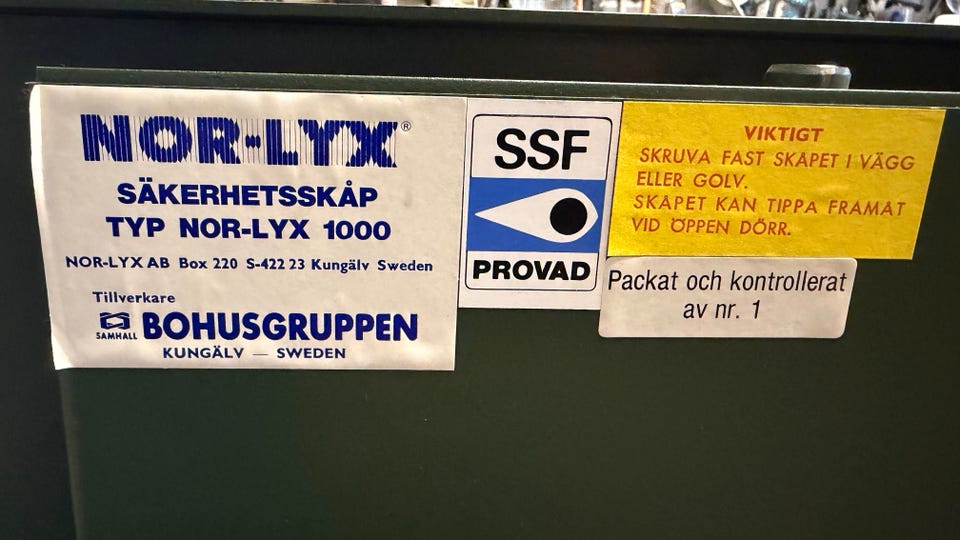 NOR-LYX®
SÄKERHETSSKÅP
TYP NOR-LYX 1000
NOR-LYX AB Box 220 S-422 23 Kungälv Sweden
Tillverkare
SAMHALL BOHUSGRUPPEN
KUNGÄLV — SWEDEN
SSF
PROVAD
VIKTIGT
SKRUVA FAST SKÅPET I VÄGG
ELLER GOLV.
SKÅPET KAN TIPPA FRAMÅT
VID ÖPPEN DÖRR.
Packat och kontrollerat
av nr. 1